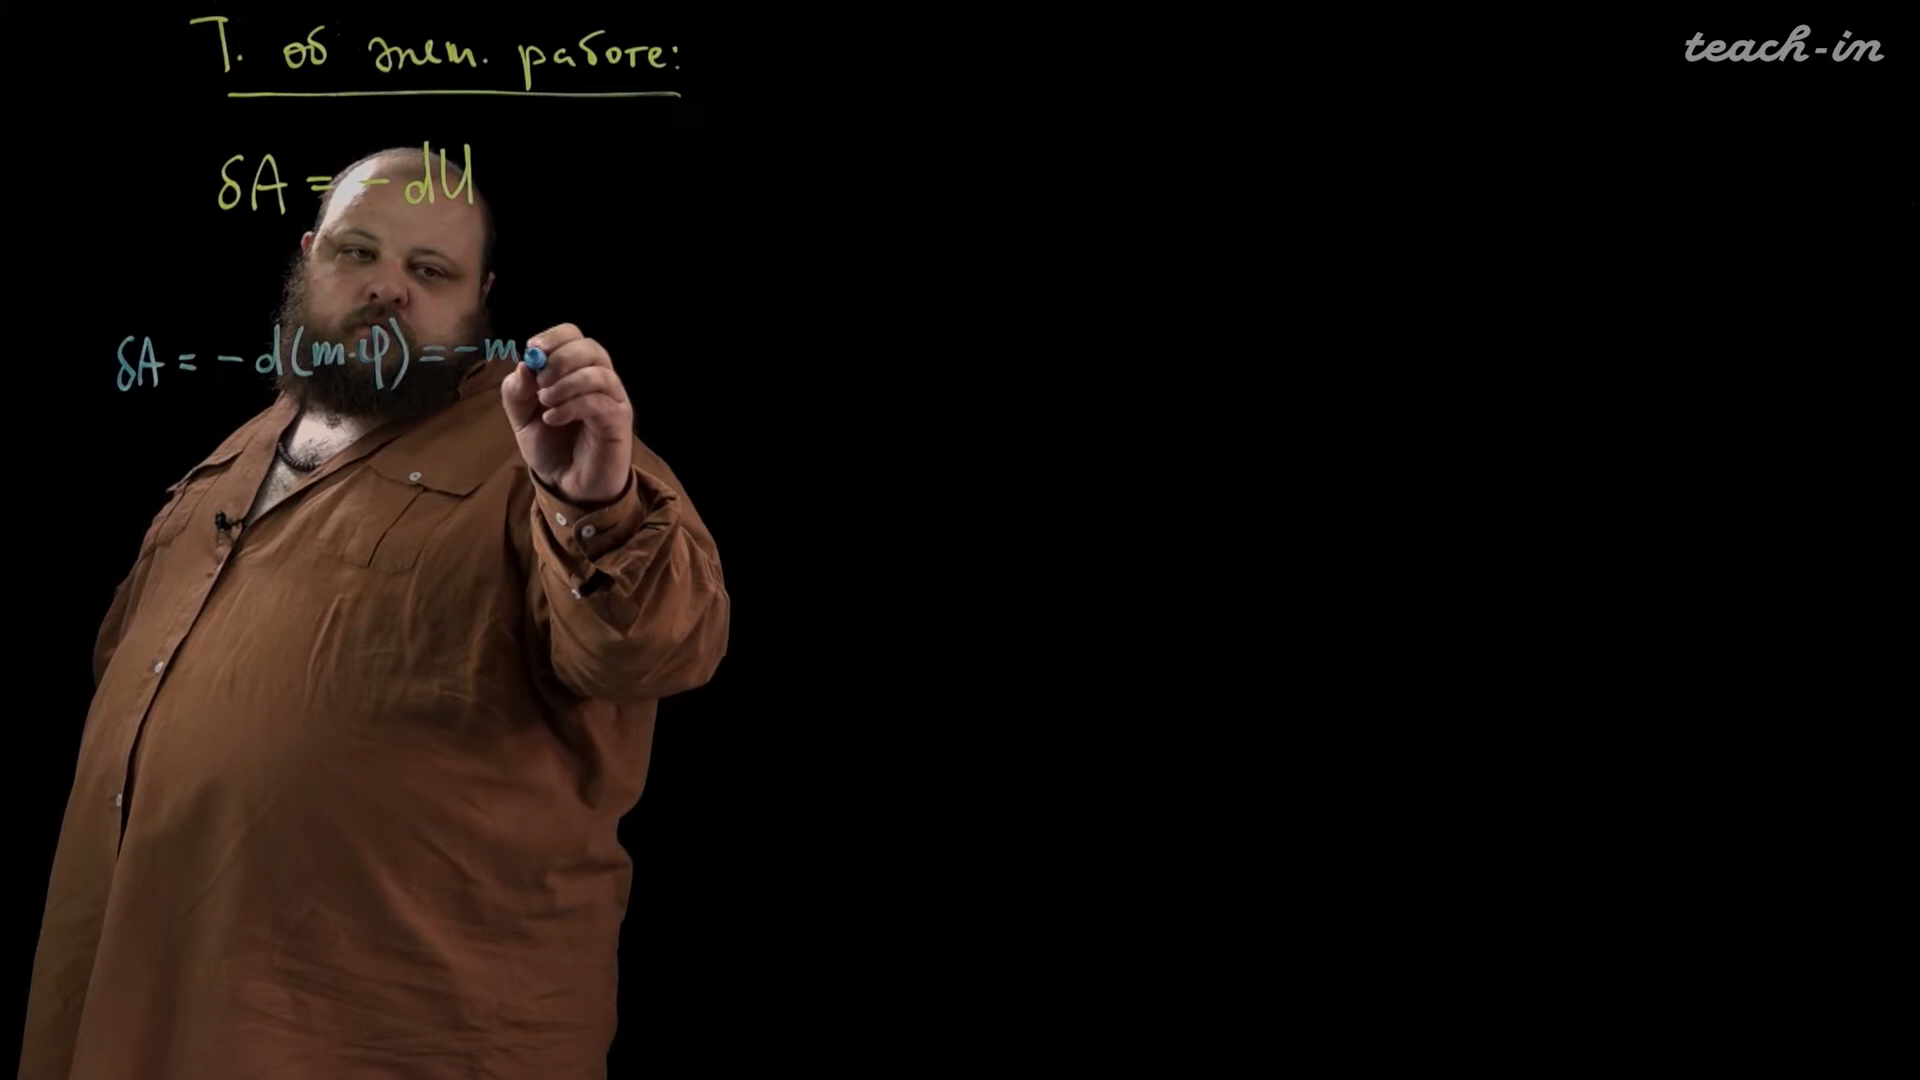 Т. об элем. работе:
teach-in
δA = - dU
δA = - d(m·φ) = - m